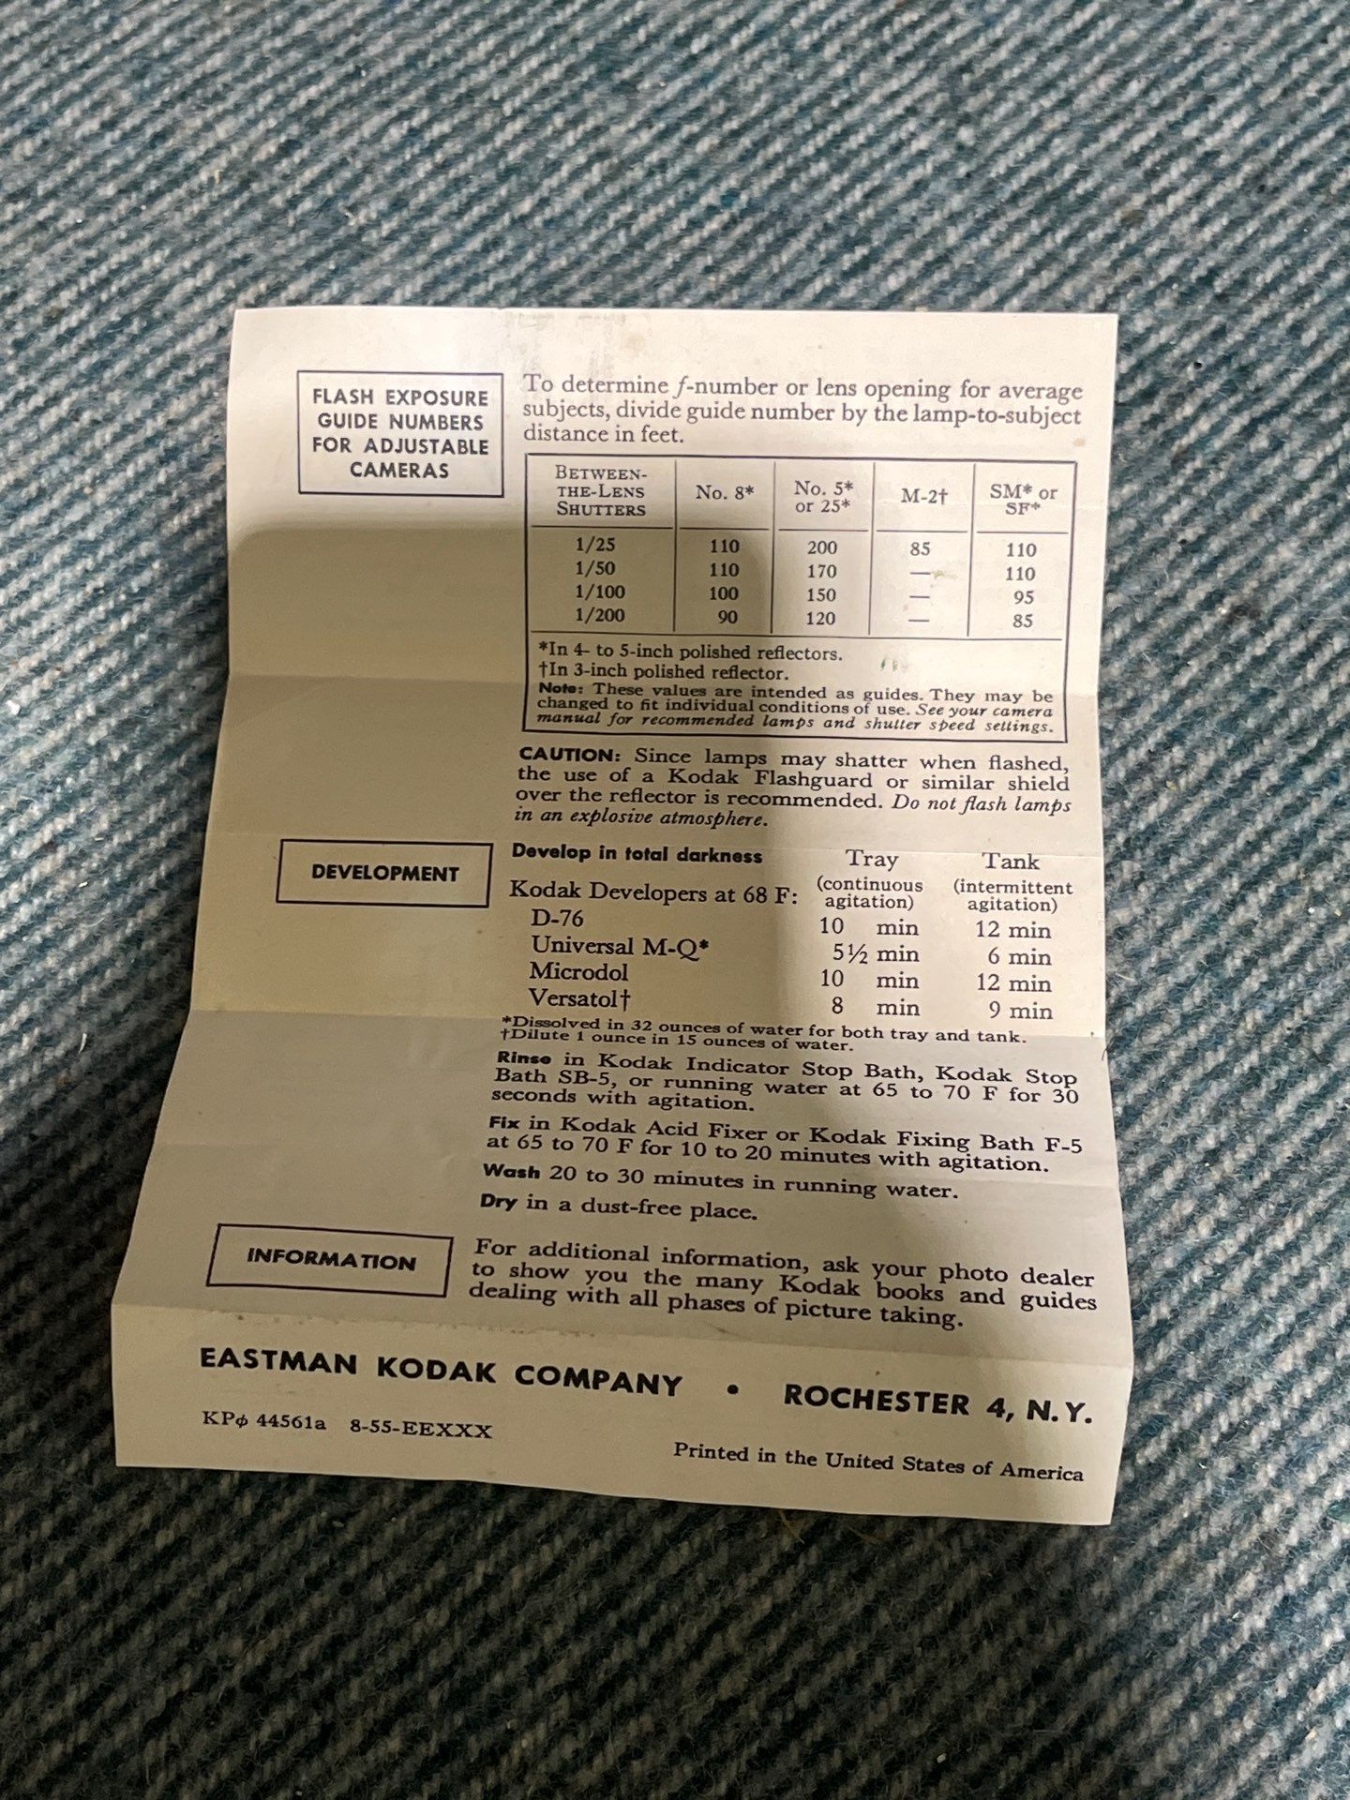 FLASH EXPOSURE
GUIDE NUMBERS
FOR ADJUSTABLE
CAMERAS
To determine f-number or lens opening for average
subjects, divide guide number by the lamp-to-subject
distance in feet.
BETWEEN-
THE-LENS
SHUTTERS
No. 8*
No. 5*
or 25*
M-2†
SM* or
SF*
1/25 110 200 85 110
1/50 110 170 — 110
1/100 100 150 — 95
1/200 90 120 — 85
*In 4- to 5-inch polished reflectors.
†In 3-inch polished reflector.
Note: These values are intended as guides. They may be
changed to fit individual conditions of use. See your camera
manual for recommended lamps and shutter speed settings.
CAUTION: Since lamps may shatter when flashed,
the use of a Kodak Flashguard or similar shield
over the reflector is recommended. Do not flash lamps
in an explosive atmosphere.
DEVELOPMENT
Develop in total darkness Tray Tank
Kodak Developers at 68 F: (continuous agitation) (intermittent agitation)
D-76 10 min 12 min
Universal M-Q* 5½ min 6 min
Microdol 10 min 12 min
Versatol† 8 min 9 min
*Dissolved in 32 ounces of water for both tray and tank.
†Dilute 1 ounce in 15 ounces of water.
Rinse in Kodak Indicator Stop Bath, Kodak Stop
Bath SB-5, or running water at 65 to 70 F for 30
seconds with agitation.
Fix in Kodak Acid Fixer or Kodak Fixing Bath F-5
at 65 to 70 F for 10 to 20 minutes with agitation.
Wash 20 to 30 minutes in running water.
Dry in a dust-free place.
INFORMATION
For additional information, ask your photo dealer
to show you the many Kodak books and guides
dealing with all phases of picture taking.
EASTMAN KODAK COMPANY • ROCHESTER 4, N.Y.
KPφ 44561a 8-55-EEXXX
Printed in the United States of America